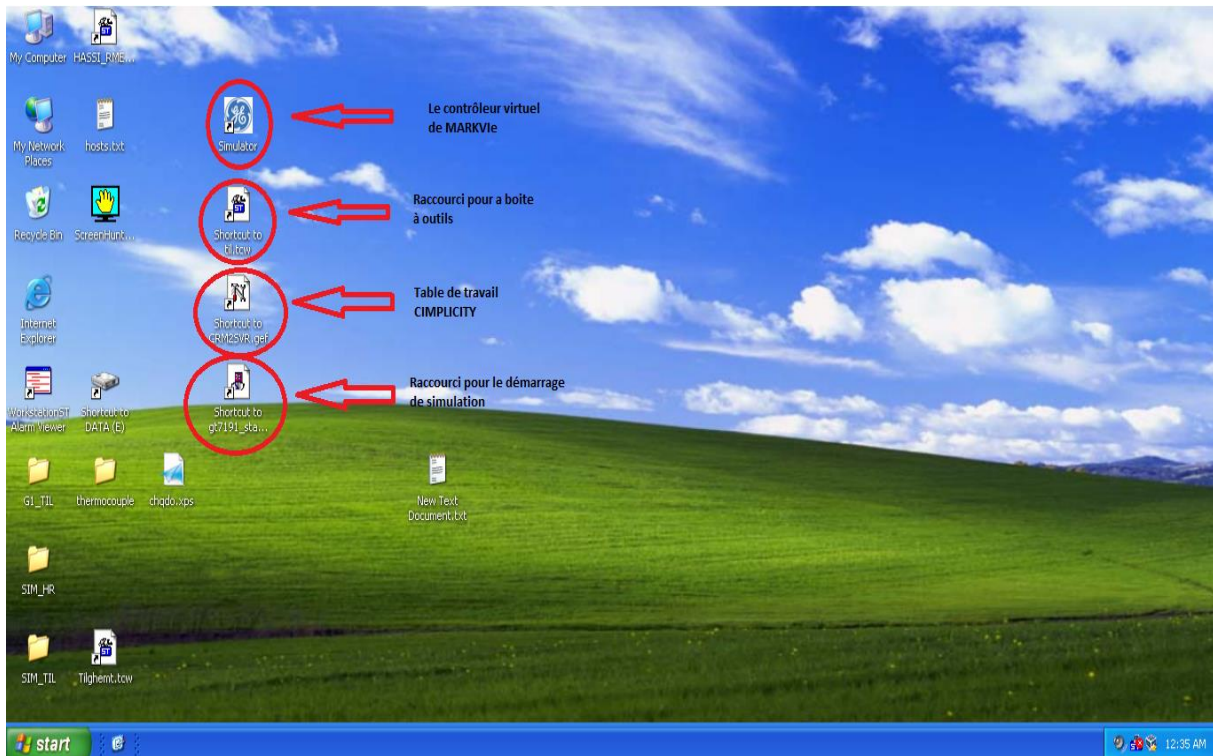 My Computer
HASSI_RME...
My Network
Places
hosts.txt
Simulator
Le contrôleur virtuel
de MARKVIe
Recycle Bin
ScreenHunt...
Shortcut to
til.tcw
Raccourci pour a boite
à outils
Internet
Explorer
Shortcut to
CRM2SVR.gef
Table de travail
CIMPLICITY
WorkstationST
Alarm Viewer
Shortcut to
DATA (E)
Shortcut to
gt7191_sta...
Raccourci pour le démarrage
de simulation
G1_TIL
thermocouple
chqdo.xps
New Text
Document.txt
SIM_HR
SIM_TIL
Tilghemt.tcw
start
12:35 AM